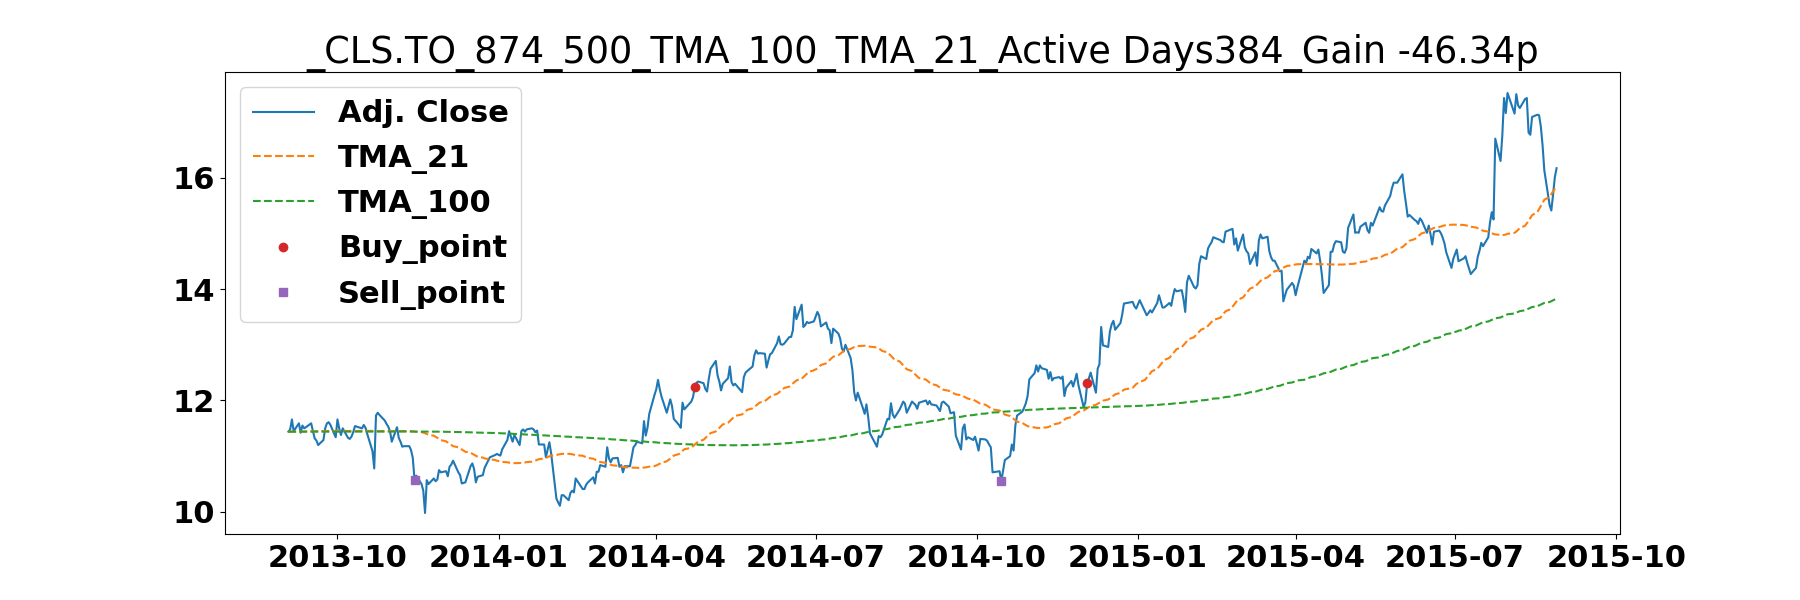 _CLS.TO_874_500_TMA_100_TMA_21_Active Days384_Gain -46.34p
Adj. Close
TMA_21
TMA_100
Buy_point
Sell_point
16
14
12
10
2013-10 2014-01 2014-04 2014-07 2014-10 2015-01 2015-04 2015-07 2015-10